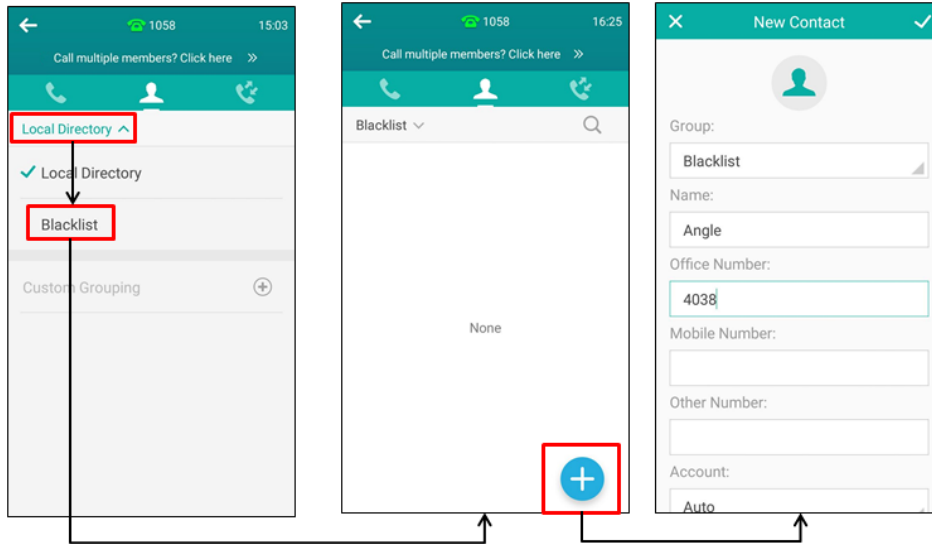 1058
15:03
Call multiple members? Click here »
Local Directory
Local Directory
Blacklist
Custom Grouping
1058
16:25
Call multiple members? Click here »
Blacklist
None
New Contact
Group:
Blacklist
Name:
Angle
Office Number:
4038
Mobile Number:
Other Number:
Account:
Auto